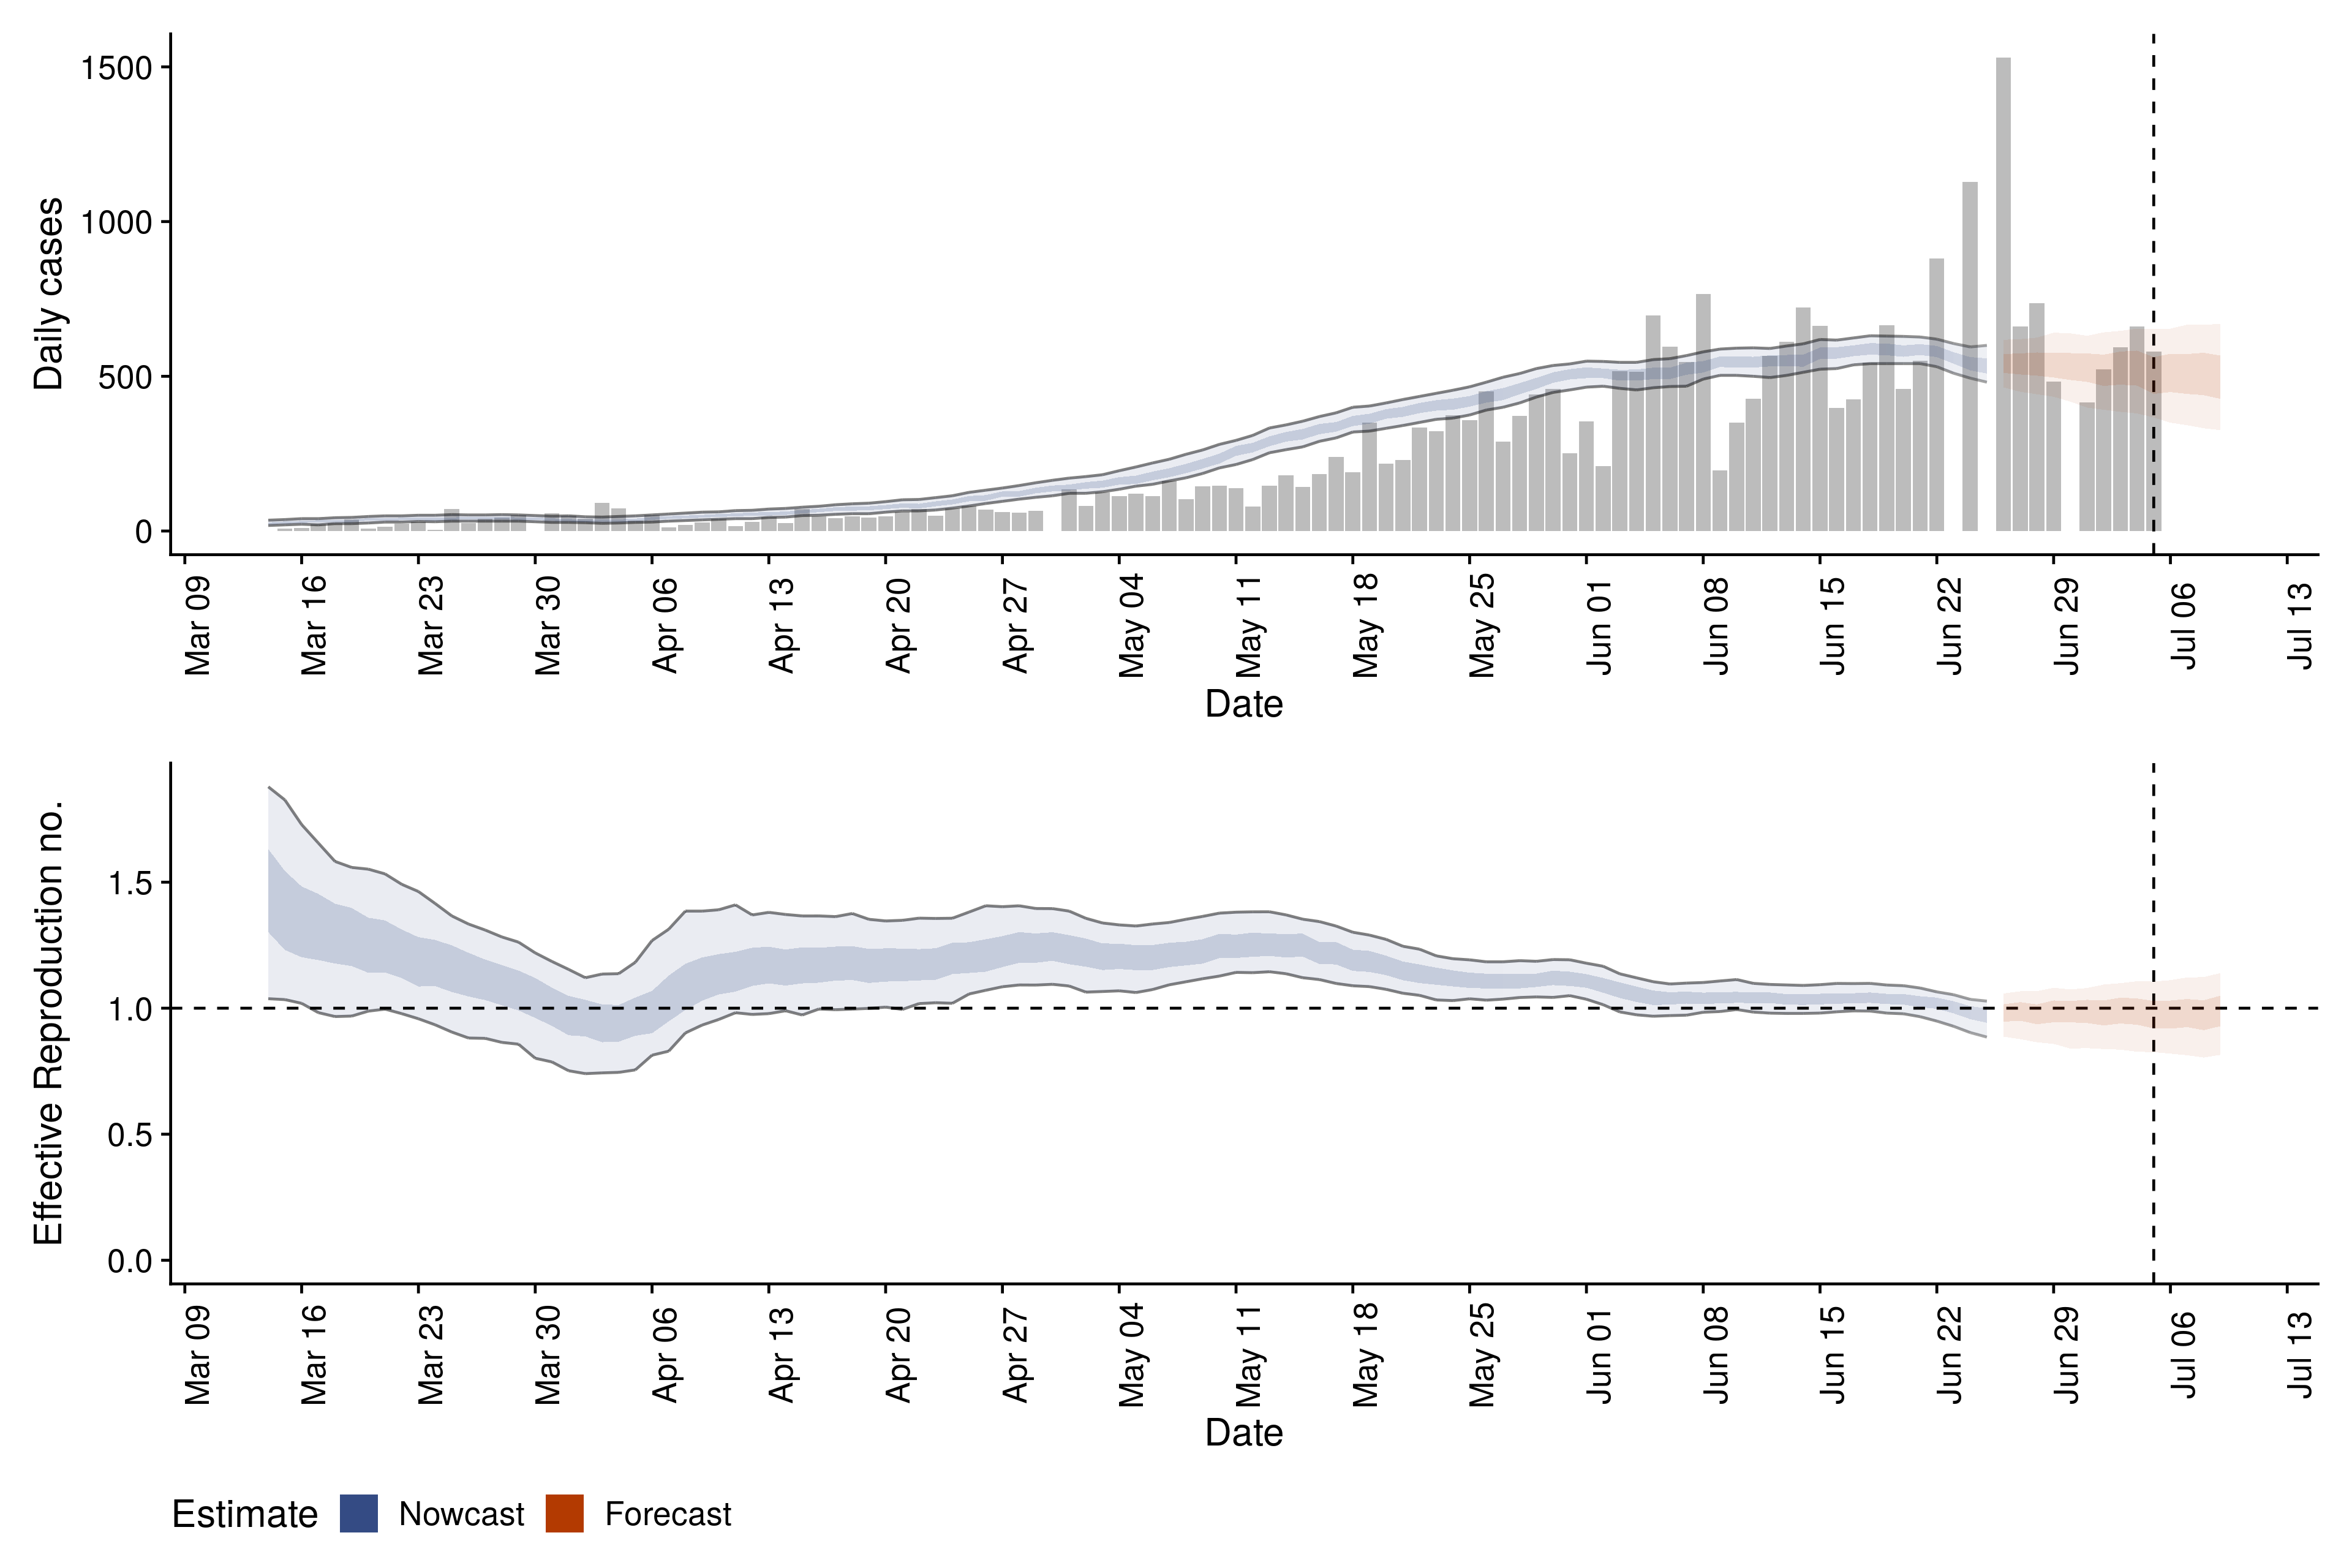 Daily cases
1500
1000
500
0
Mar 09 Mar 16 Mar 23 Mar 30 Apr 06 Apr 13 Apr 20 Apr 27 May 04 May 11 May 18 May 25 Jun 01 Jun 08 Jun 15 Jun 22 Jun 29 Jul 06 Jul 13
Date
Effective Reproduction no.
1.5
1.0
0.5
0.0
Mar 09 Mar 16 Mar 23 Mar 30 Apr 06 Apr 13 Apr 20 Apr 27 May 04 May 11 May 18 May 25 Jun 01 Jun 08 Jun 15 Jun 22 Jun 29 Jul 06 Jul 13
Date
Estimate Nowcast Forecast